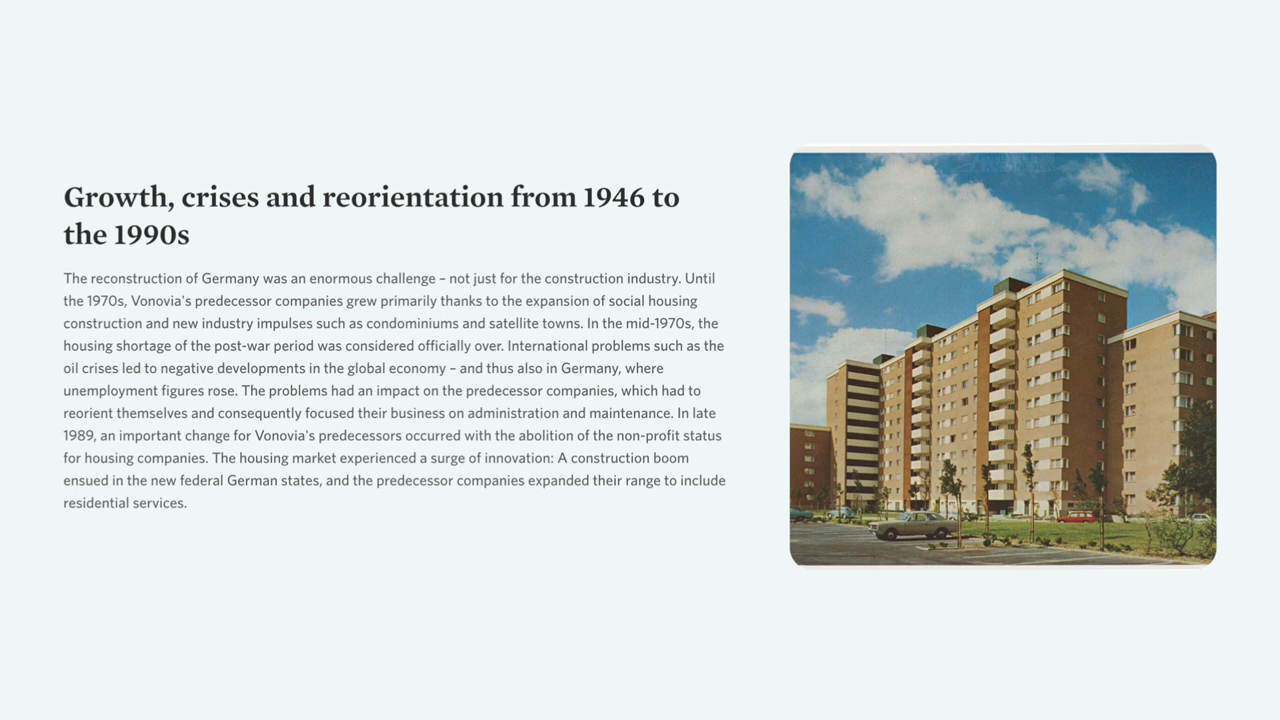 Growth, crises and reorientation from 1946 to
the 1990s
The reconstruction of Germany was an enormous challenge – not just for the construction industry. Until
the 1970s, Vonovia's predecessor companies grew primarily thanks to the expansion of social housing
construction and new industry impulses such as condominiums and satellite towns. In the mid-1970s, the
housing shortage of the post-war period was considered officially over. International problems such as the
oil crises led to negative developments in the global economy – and thus also in Germany, where
unemployment figures rose. The problems had an impact on the predecessor companies, which had to
reorient themselves and consequently focused their business on administration and maintenance. In late
1989, an important change for Vonovia's predecessors occurred with the abolition of the non-profit status
for housing companies. The housing market experienced a surge of innovation: A construction boom
ensued in the new federal German states, and the predecessor companies expanded their range to include
residential services.